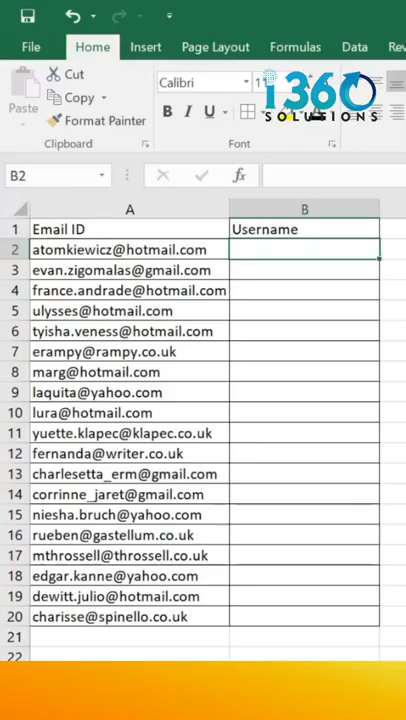 File Home Insert Page Layout Formulas Data Rev
Cut
Copy
Paste
Format Painter
Clipboard
Calibri
11
B I U
Font
i360
SOLUTIONS
B2
fx
A B
1 Email ID Username
2 atomkiewicz@hotmail.com
3 evan.zigomalas@gmail.com
4 france.andrade@hotmail.com
5 ulysses@hotmail.com
6 tyisha.veness@hotmail.com
7 erampy@rampy.co.uk
8 marg@hotmail.com
9 laquita@yahoo.com
10 lura@hotmail.com
11 yuette.klapec@klapec.co.uk
12 fernanda@writer.co.uk
13 charlesetta_erm@gmail.com
14 corrinne_jaret@gmail.com
15 niesha.bruch@yahoo.com
16 rueben@gastellum.co.uk
17 mthrossell@throssell.co.uk
18 edgar.kanne@yahoo.com
19 dewitt.julio@hotmail.com
20 charisse@spinello.co.uk
21
22